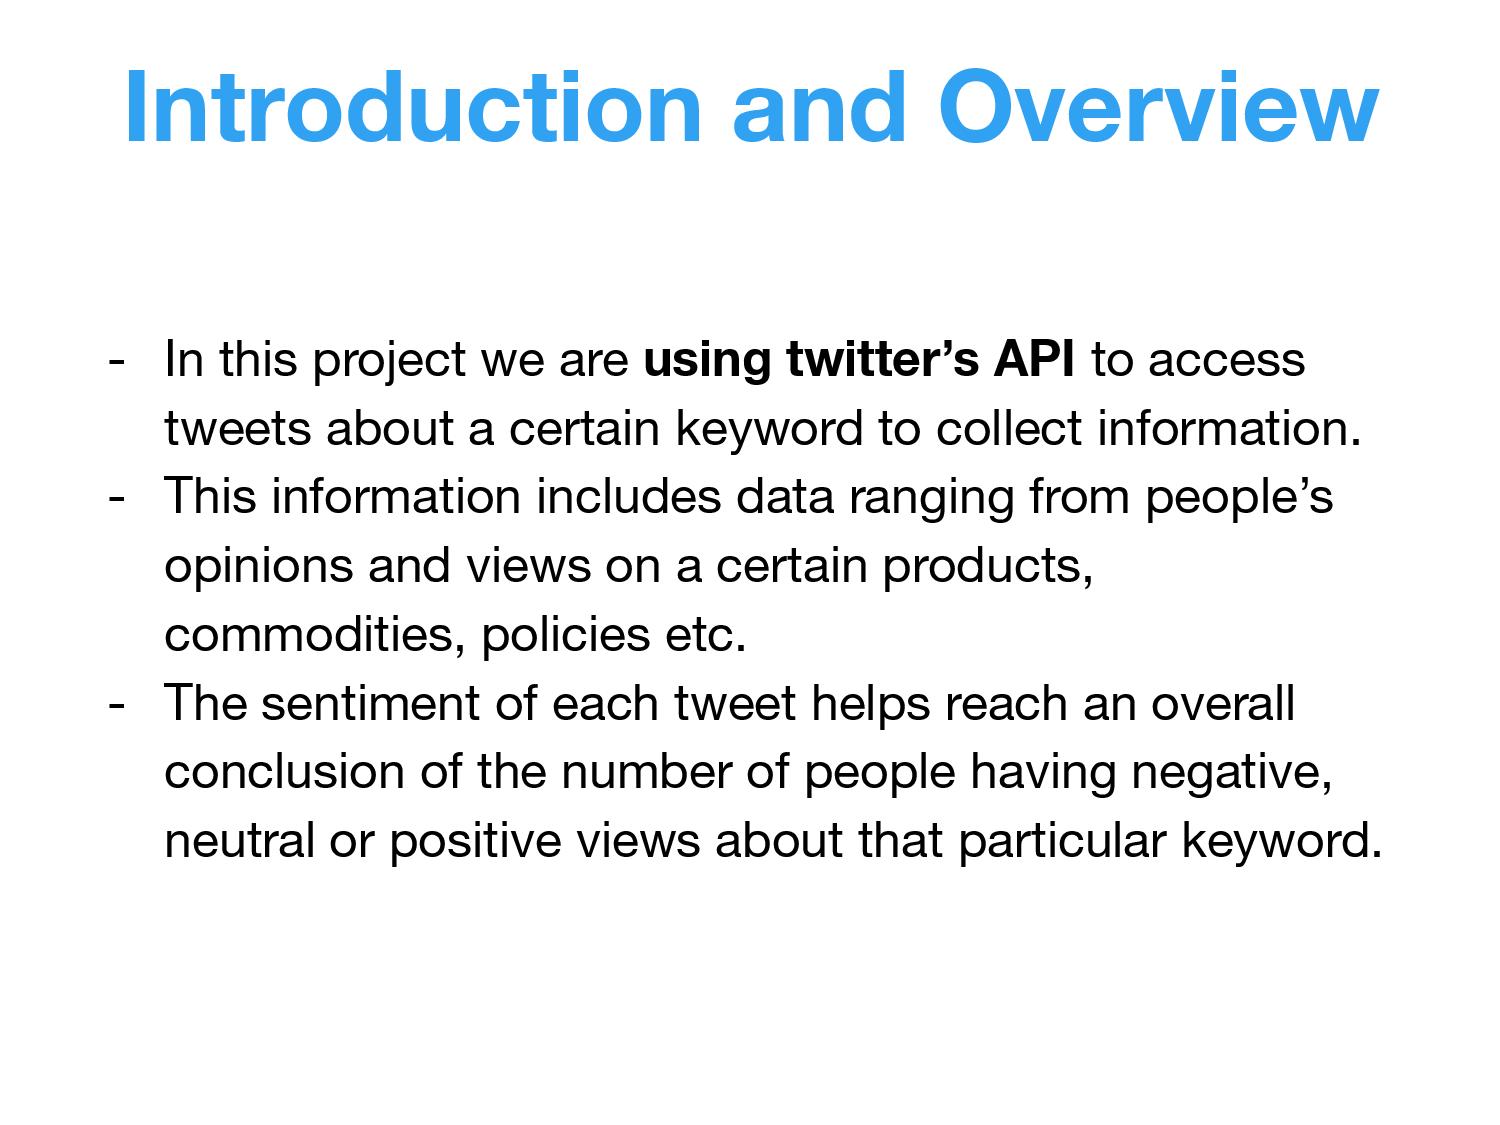 Introduction and Overview
- In this project we are using twitter’s API to access
tweets about a certain keyword to collect information.
- This information includes data ranging from people’s
opinions and views on a certain products,
commodities, policies etc.
- The sentiment of each tweet helps reach an overall
conclusion of the number of people having negative,
neutral or positive views about that particular keyword.